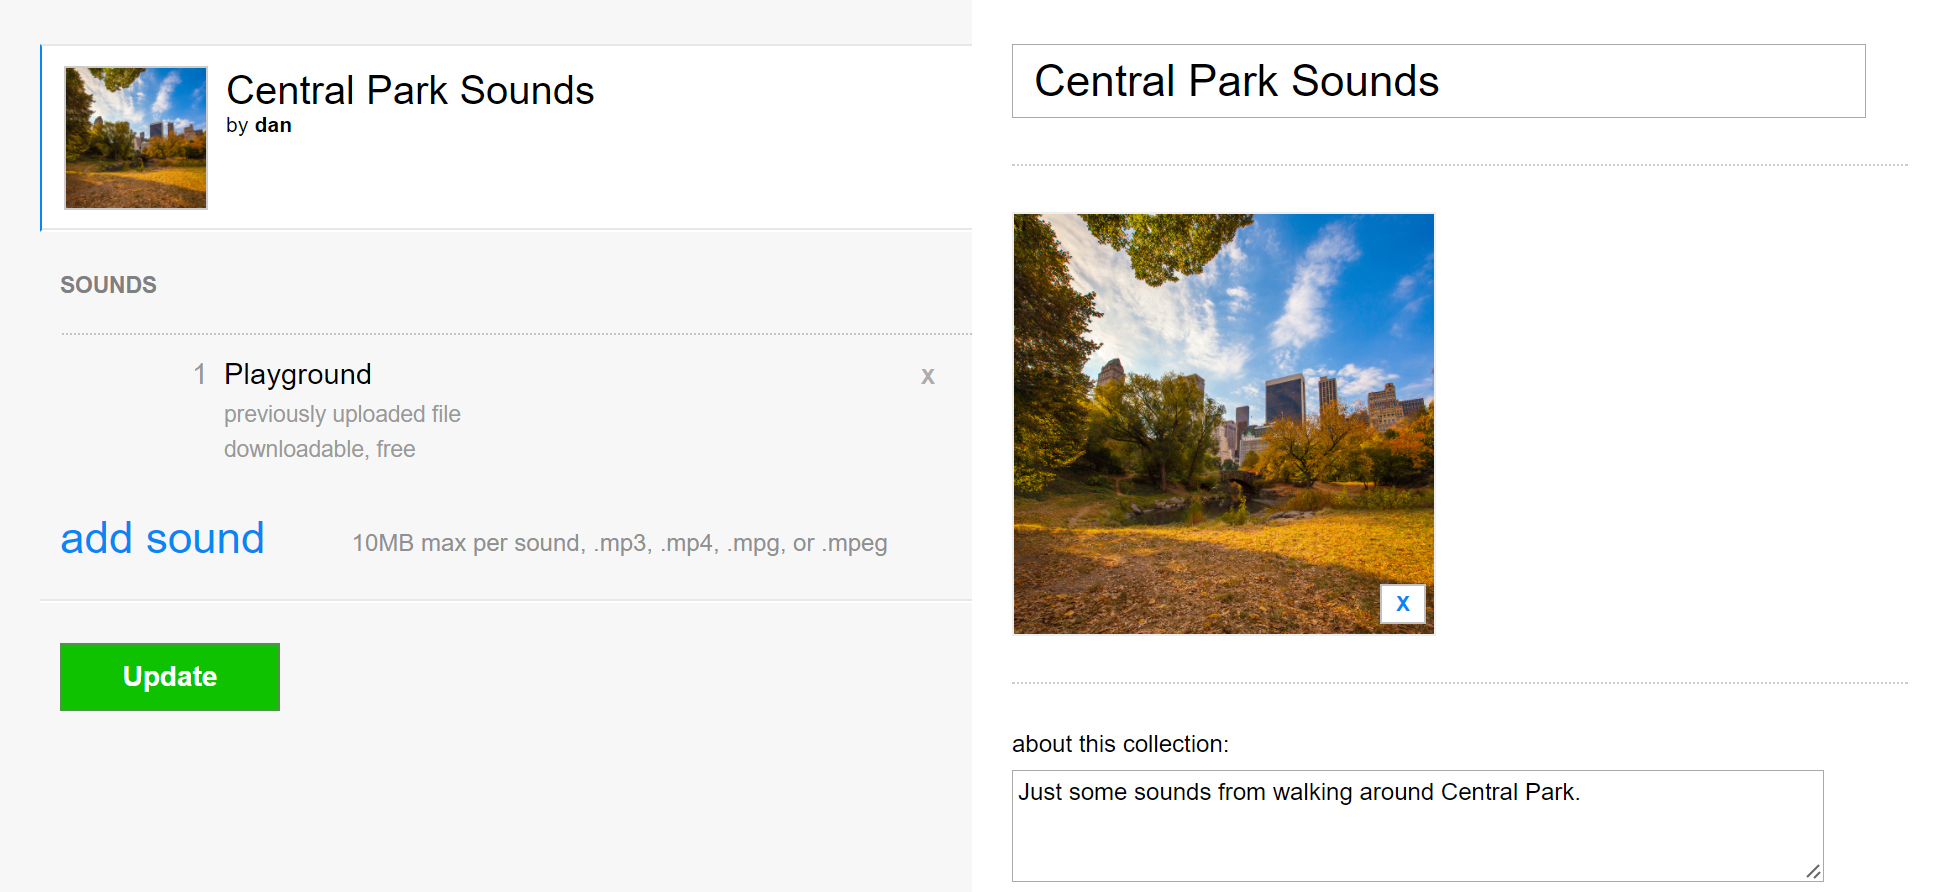 Central Park Sounds
by dan
SOUNDS
1 Playground x
previously uploaded file
downloadable, free
add sound 10MB max per sound, .mp3, .mp4, .mpg, or .mpeg
Update
Central Park Sounds
X
about this collection:
Just some sounds from walking around Central Park.